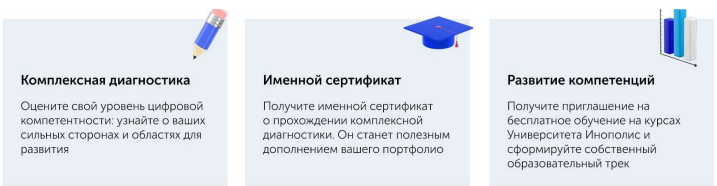 Комплексная диагностика
Оцените свой уровень цифровой
компетентности: узнайте о ваших
сильных сторонах и областях для
развития
Именной сертификат
Получите именной сертификат
о прохождении комплексной
диагностики. Он станет полезным
дополнением вашего портфолио
Развитие компетенций
Получите приглашение на
бесплатное обучение на курсах
Университета Инополис и
сформируйте собственный
образовательный трек